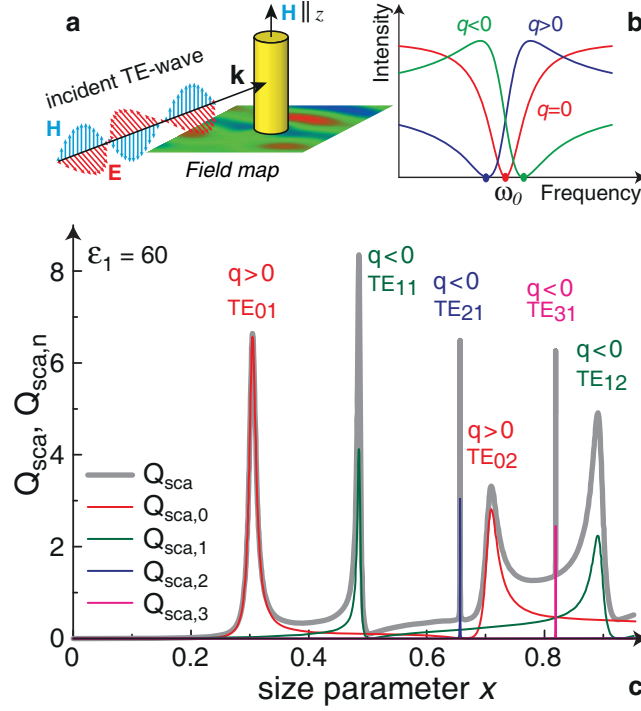 a
H || z
incident TE-wave
k
H
E
Field map
b
Intensity
q<0
q>0
q=0
ω0
Frequency
ε1 = 60
q>0
TE01
q<0
TE11
q<0
TE21
q<0
TE31
q<0
TE12
q>0
TE02
Qsca, Qsca,n
8
6
4
2
0
Qsca
Qsca,0
Qsca,1
Qsca,2
Qsca,3
0
0.2
0.4
0.6
0.8
size parameter x
c